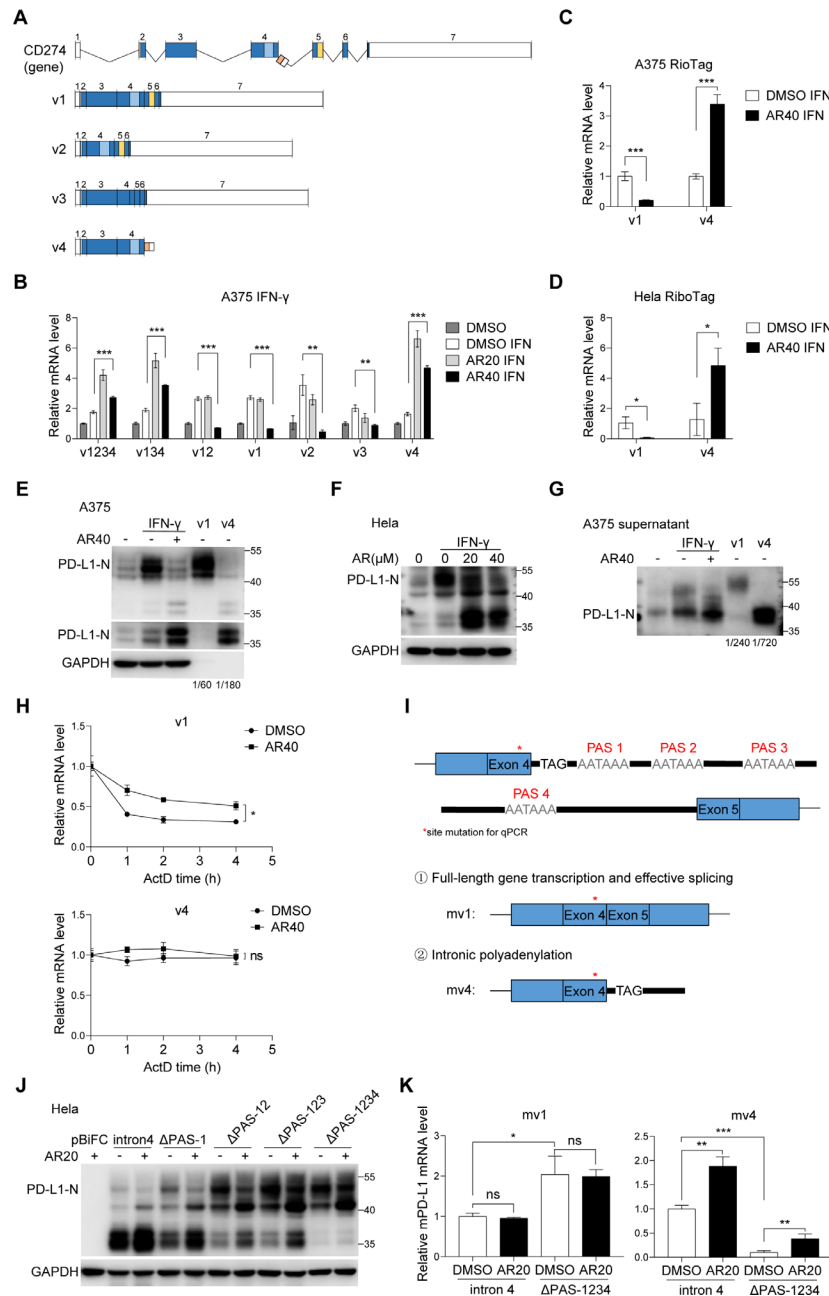 A
CD274
(gene)
1 2 3 4 5 6 7
v1
12 3 4 5 6 7
v2
12 3 4 5 6 7
v3
12 3 4 56 7
v4
12 3 4
B
A375 IFN-γ
Relative mRNA level
8
6
4
2
0
*** *** *** *** ** ** ***
DMSO
DMSO IFN
AR20 IFN
AR40 IFN
v1234 v134 v12 v1 v2 v3 v4
C
A375 RioTag
Relative mRNA level
4
3
2
1
0
*** ***
DMSO IFN
AR40 IFN
v1 v4
D
Hela RiboTag
Relative mRNA level
8
6
4
2
0
* *
DMSO IFN
AR40 IFN
v1 v4
E
A375
IFN-γ v1 v4
AR40 - - + - -
PD-L1-N
55
40
35
PD-L1-N
35
GAPDH
1/60 1/180
F
Hela
IFN-γ
AR(μM) 0 0 20 40
PD-L1-N
55
40
35
GAPDH
G
A375 supernatant
IFN-γ v1 v4
AR40 - - + - -
PD-L1-N
55
40
35
1/240 1/720
H
v1
Relative mRNA level
1.5
1.0
0.5
0.0
DMSO
AR40
*
0 1 2 3 4 5
ActD time (h)
v4
Relative mRNA level
1.5
1.0
0.5
0.0
DMSO
AR40
ns
0 1 2 3 4 5
ActD time (h)
I
* PAS 1 PAS 2 PAS 3
Exon 4 TAG AATAAA AATAAA AATAAA
PAS 4
AATAAA Exon 5
*site mutation for qPCR
① Full-length gene transcription and effective splicing
*
mv1: Exon 4 Exon 5
② Intronic polyadenylation
*
mv4: Exon 4 TAG
J
Hela
pBiFC intron4 ΔPAS-1 ΔPAS-12 ΔPAS-123 ΔPAS-1234
AR20 + - + - + - + - + - +
PD-L1-N
55
40
35
GAPDH
K
Relative mPD-L1 mRNA level
mv1
3
2
1
0
* ns
ns
DMSO AR20 DMSO AR20
intron 4 ΔPAS-1234
mv4
2.5
2.0
1.5
1.0
0.5
0.0
***
**
**
DMSO AR20 DMSO AR20
intron 4 ΔPAS-1234